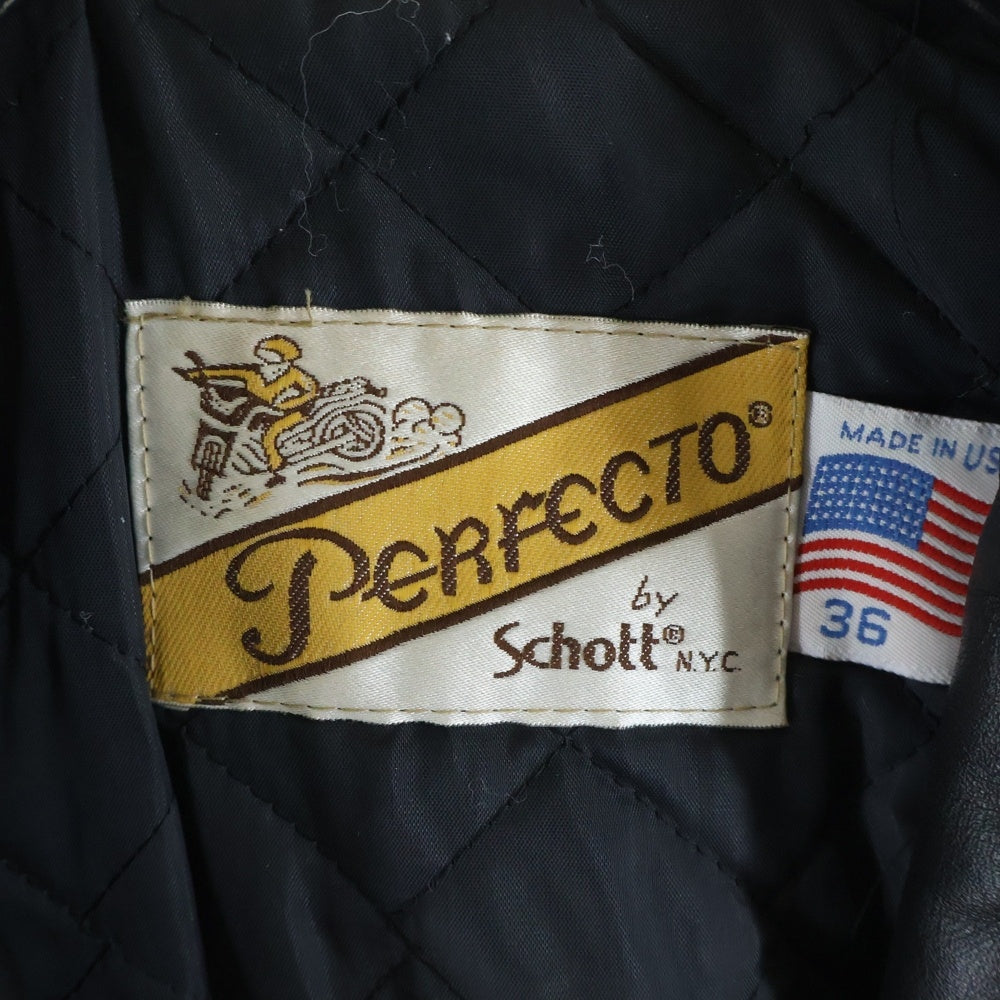 PERFECTO®
by
Schott® N.Y.C.
MADE IN US
36